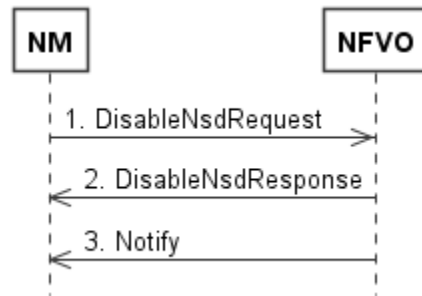 NM
NFVO
1. DisableNsdRequest
2. DisableNsdResponse
3. Notify